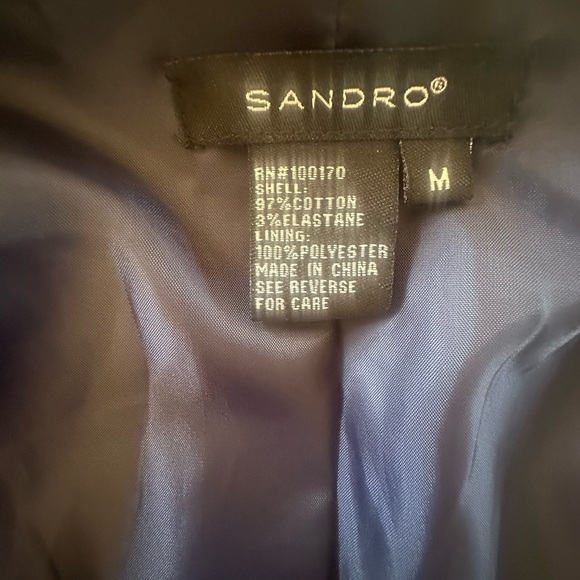 SANDRO®
M
RN#100170
SHELL:
97%COTTON
3%ELASTANE
LINING:
100%POLYESTER
MADE IN CHINA
SEE REVERSE
FOR CARE